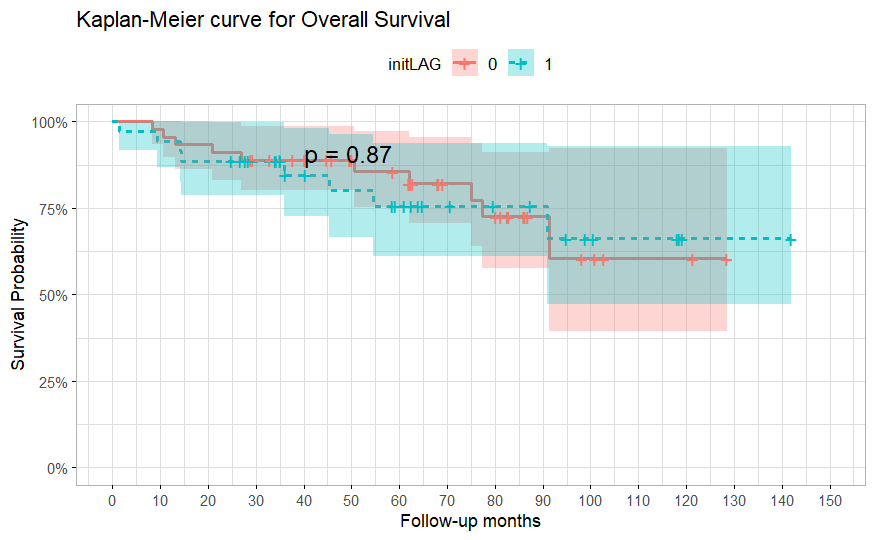 Kaplan-Meier curve for Overall Survival
initLAG 0 1
100%
75%
50%
25%
0%
p = 0.87
Survival Probability
0 10 20 30 40 50 60 70 80 90 100 110 120 130 140 150
Follow-up months